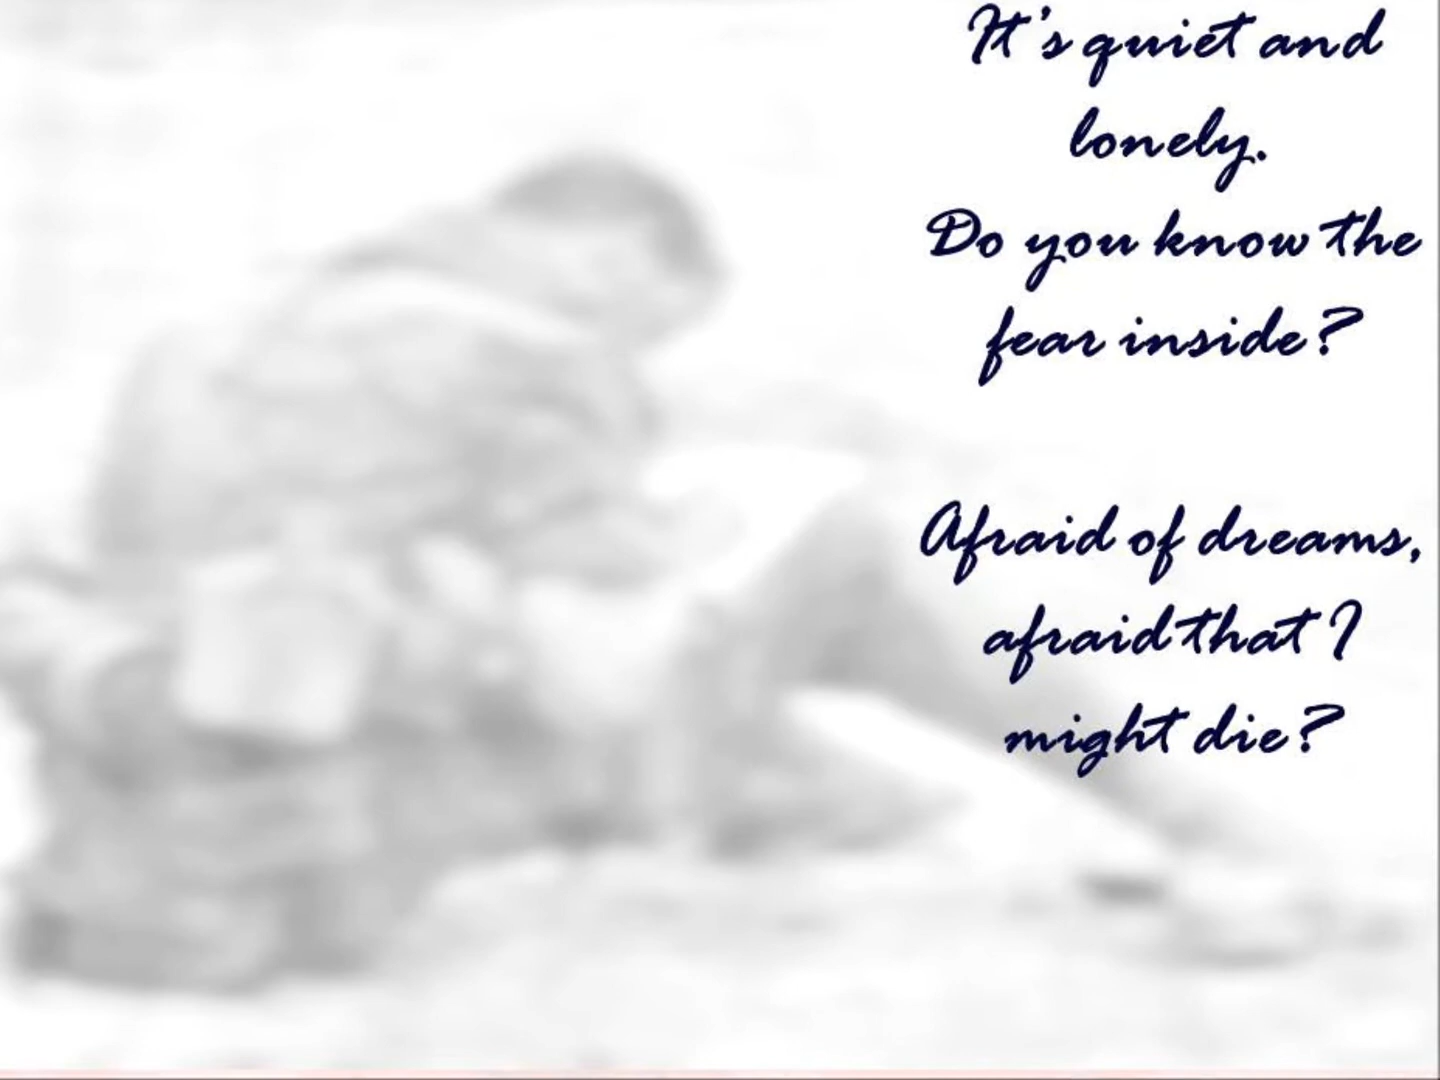 It's quiet and
lonely.
Do you know the
fear inside?
Afraid of dreams,
afraid that I
might die?